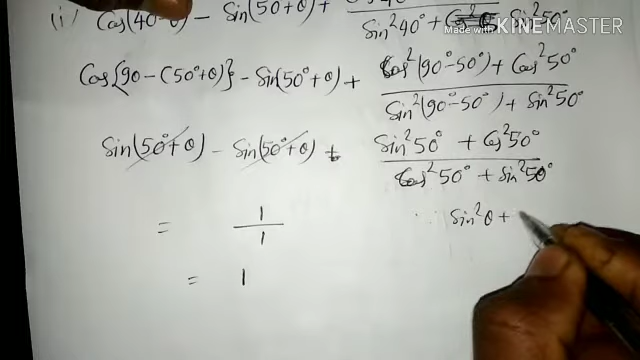 (i) Cos(40°-θ) - Sin(50°+θ) + / Sin²40° + Sin²50°
Made with KINEMASTER
Cos{90-(50°+θ)} - Sin(50°+θ) + Cos²(90°-50°) + Cos²50° / Sin²(90°-50°) + Sin²50°
Sin(50°+θ) - Sin(50°+θ) + Sin²50° + Cos²50° / Cos²50° + Sin²50°
= 1 / 1
∵ Sin²θ +
= 1